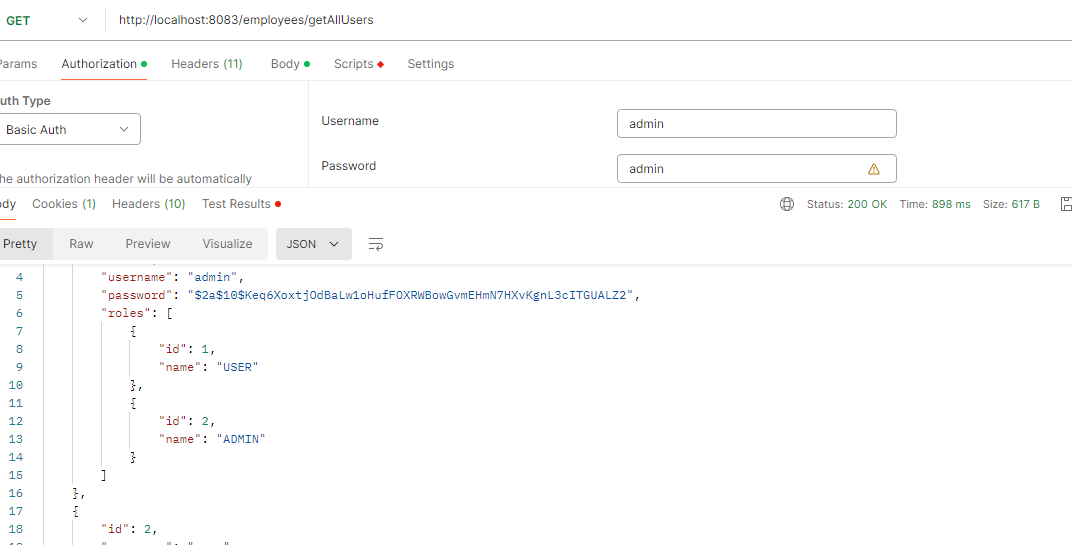 GET http://localhost:8083/employees/getAllUsers
Params Authorization Headers (11) Body Scripts Settings
Auth Type
Username admin
Basic Auth
Password admin
The authorization header will be automatically
Body Cookies (1) Headers (10) Test Results Status: 200 OK Time: 898 ms Size: 617 B
Pretty Raw Preview Visualize JSON
4 "username": "admin",
5 "password": "$2a$10$Keq6XoxtjOdBaLw1oHufFOXRWBowGvmEHmN7HXvKgnL3cITGUALZ2",
6 "roles": [
7 {
8 "id": 1,
9 "name": "USER"
10 },
11 {
12 "id": 2,
13 "name": "ADMIN"
14 }
15 ]
16 },
17 {
18 "id": 2,